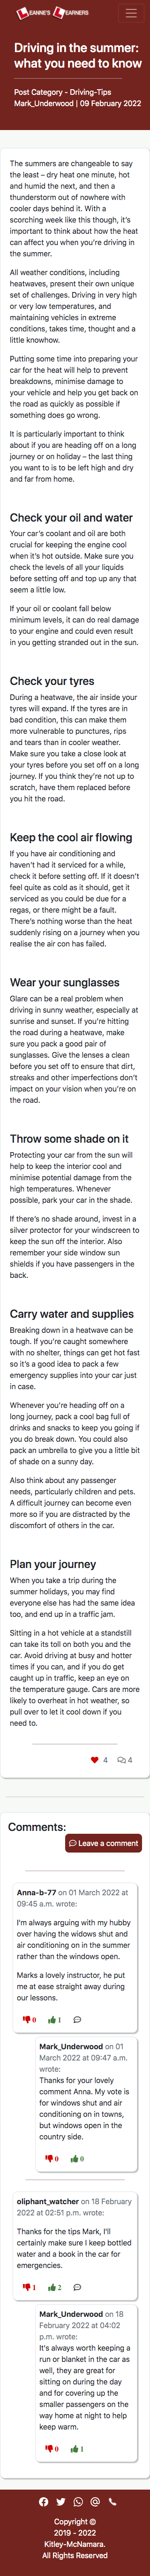 EANNE'S EARNERS
Driving in the summer:
what you need to know
Post Category - Driving-Tips
Mark_Underwood | 09 February 2022
The summers are changeable to say
the least – dry heat one minute, hot
and humid the next, and then a
thunderstorm out of nowhere with
cooler days behind it. With a
scorching week like this though, it's
important to think about how the heat
can affect you when you're driving in
the summer.
All weather conditions, including
heatwaves, present their own unique
set of challenges. Driving in very high
or very low temperatures, and
maintaining vehicles in extreme
conditions, takes time, thought and a
little knowhow.
Putting some time into preparing your
car for the heat will help to prevent
breakdowns, minimise damage to
your vehicle and help you get back on
the road as quickly as possible if
something does go wrong.
It is particularly important to think
about if you are heading off on a long
journey or on holiday – the last thing
you want to is to be left high and dry
and far from home.
Check your oil and water
Your car's coolant and oil are both
crucial to keeping the engine cool
when it's hot outside. Make sure you
check the levels of all your liquids
before setting off and top up any that
seem a little low.
If your oil or coolant fall below
minimum levels, it can do real damage
to your engine and could even result
in you getting stranded out in the sun.
Check your tyres
During a heatwave, the air inside your
tyres will expand. If the tyres are in
bad condition, this can make them
more vulnerable to punctures, rips
and tears than in cooler weather.
Make sure you take a close look at
your tyres before you set off on a long
journey. If you think they're not up to
scratch, have them replaced before
you hit the road.
Keep the cool air flowing
If you have air conditioning and
haven't had it serviced for a while,
check it before setting off. If it doesn't
feel quite as cool as it should, get it
serviced as you could be due for a
regas, or there might be a fault.
There's nothing worse than the heat
suddenly rising on a journey when you
realise the air con has failed.
Wear your sunglasses
Glare can be a real problem when
driving in sunny weather, especially at
sunrise and sunset. If you're hitting
the road during a heatwave, make
sure you pack a good pair of
sunglasses. Give the lenses a clean
before you set off to ensure that dirt,
streaks and other imperfections don't
impact on your vision when you're on
the road.
Throw some shade on it
Protecting your car from the sun will
help to keep the interior cool and
minimise potential damage from the
high temperatures. Whenever
possible, park your car in the shade.
If there's no shade around, invest in a
silver protector for your windscreen to
keep the sun off the interior. Also
remember your side window sun
shields if you have passengers in the
back.
Carry water and supplies
Breaking down in a heatwave can be
tough. If you're caught somewhere
with no shelter, things can get hot fast
so it's a good idea to pack a few
emergency supplies into your car just
in case.
Whenever you're heading off on a
long journey, pack a cool bag full of
drinks and snacks to keep you going if
you do break down. You could also
pack an umbrella to give you a little bit
of shade on a sunny day.
Also think about any passenger
needs, particularly children and pets.
A difficult journey can become even
more so if you are distracted by the
discomfort of others in the car.
Plan your journey
When you take a trip during the
summer holidays, you may find
everyone else has had the same idea
too, and end up in a traffic jam.
Sitting in a hot vehicle at a standstill
can take its toll on both you and the
car. Avoid driving at busy and hotter
times if you can, and if you do get
caught up in traffic, keep an eye on
the temperature gauge. Cars are more
likely to overheat in hot weather, so
pull over to let it cool down if you
need to.
4 4
Comments:
Leave a comment
Anna-b-77 on 01 March 2022 at
09:45 a.m. wrote:
I'm always arguing with my hubby
over having the widows shut and
air conditioning on in the summer
rather than the windows open.
Marks a lovely instructor, he put
me at ease straight away during
our lessons.
0 1
Mark_Underwood on 01
March 2022 at 09:47 a.m.
wrote:
Thanks for your lovely
comment Anna. My vote is
for windows shut and air
conditioning on in towns,
but windows open in the
country side.
0 0
oliphant_watcher on 18 February
2022 at 02:51 p.m. wrote:
Thanks for the tips Mark, I'll
certainly make sure I keep bottled
water and a book in the car for
emergencies.
1 2
Mark_Underwood on 18
February 2022 at 04:02
p.m. wrote:
It's always worth keeping a
run or blanket in the car as
well, they are great for
sitting on during the day
and for covering up the
smaller passengers on the
way home at night to help
keep warm.
0 1
Copyright ©
2019 - 2022
Kitley-McNamara.
All Rights Reserved